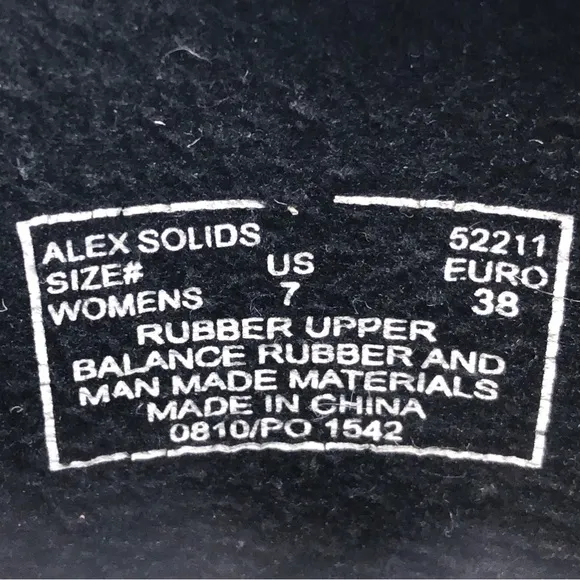 ALEX SOLIDS 52211
SIZE# US EURO
WOMENS 7 38
RUBBER UPPER
BALANCE RUBBER AND
MAN MADE MATERIALS
MADE IN CHINA
0810/PO 1542